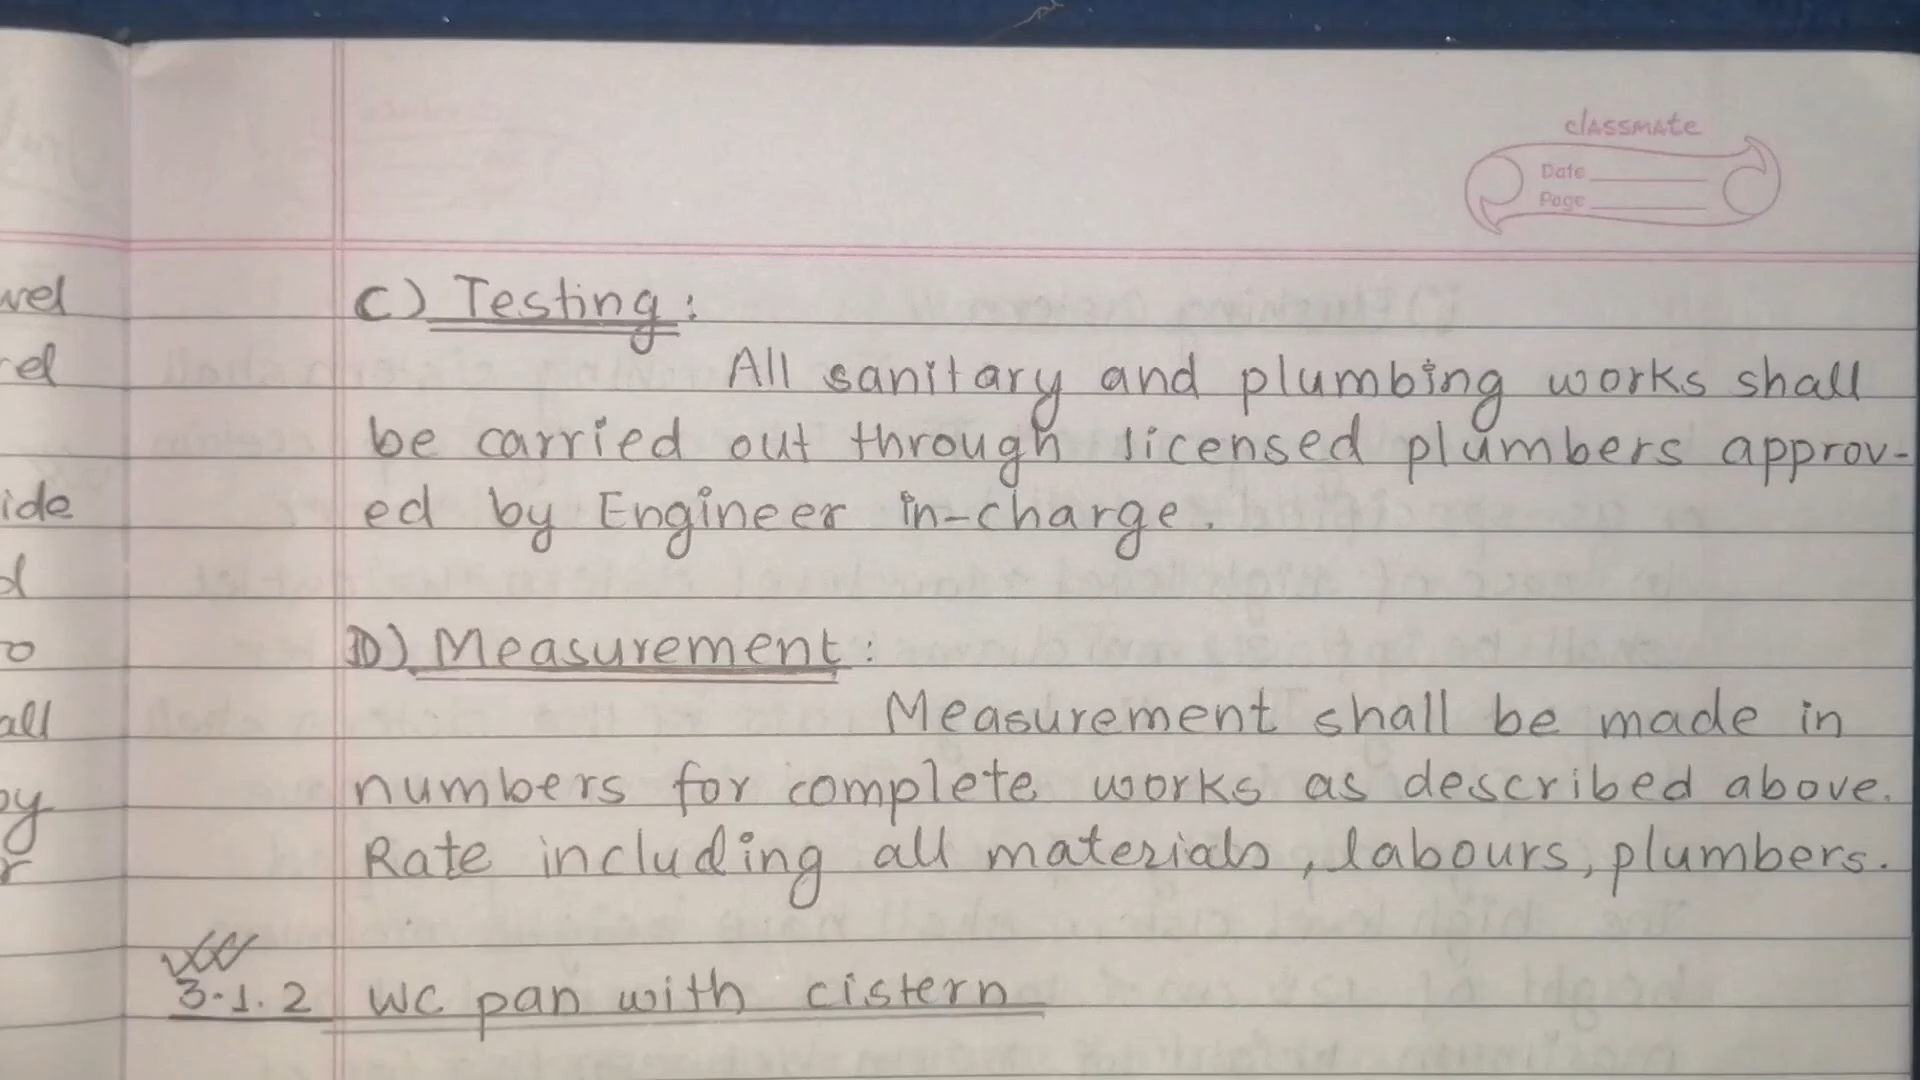 classmate
Date
Page
C) Testing:
All sanitary and plumbing works shall
be carried out through licensed plumbers approv-
ed by Engineer in-charge.
D) Measurement:
Measurement shall be made in
numbers for complete works as described above.
Rate including all materials, labours, plumbers.
3.1.2 WC pan with cistern